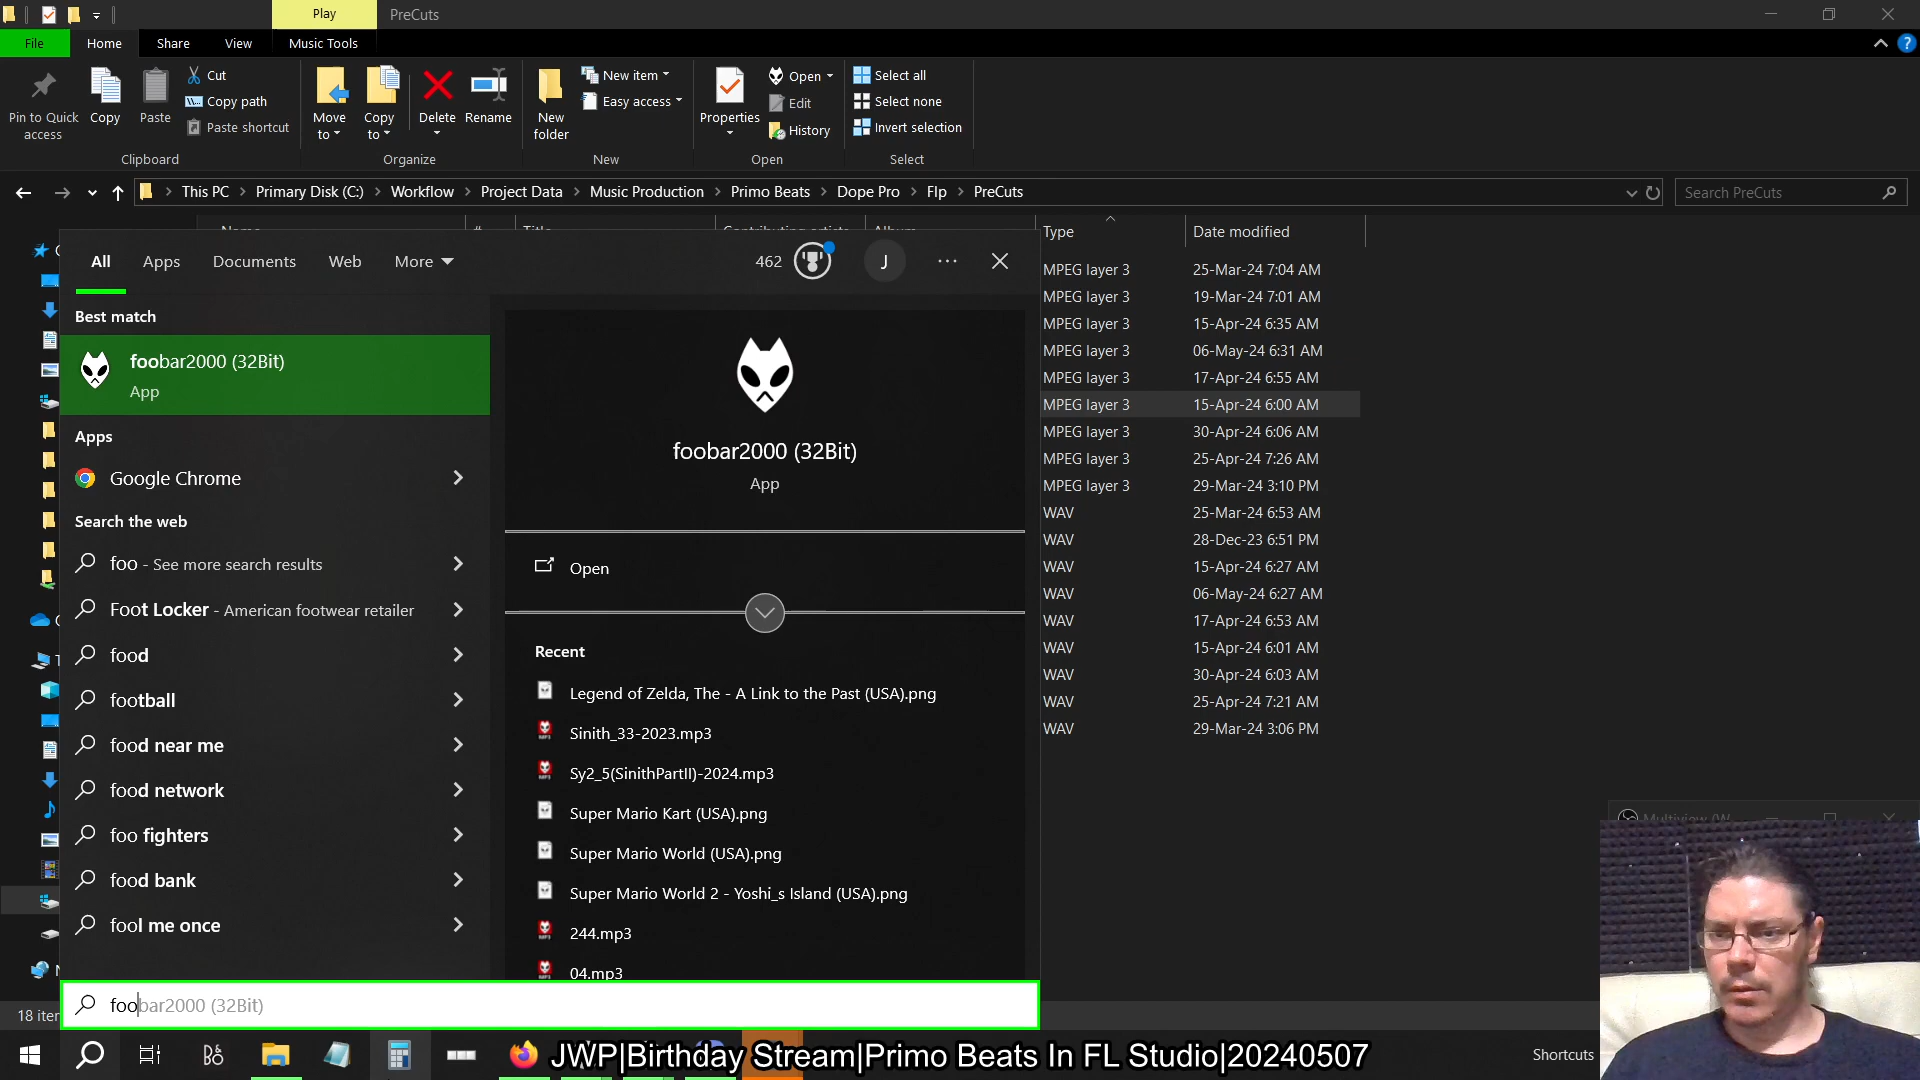 Play
PreCuts
File
Home
Share
View
Music Tools
Pin to Quick access
Copy
Paste
Cut
Copy path
Paste shortcut
Clipboard
Move to
Copy to
Delete
Rename
Organize
New folder
New item
Easy access
New
Properties
Open
Edit
History
Open
Select all
Select none
Invert selection
Select
This PC > Primary Disk (C:) > Workflow > Project Data > Music Production > Primo Beats > Dope Pro > Flp > PreCuts
Search PreCuts
Name # Title Contributing artists Album Type Date modified
MPEG layer 3 25-Mar-24 7:04 AM
MPEG layer 3 19-Mar-24 7:01 AM
MPEG layer 3 15-Apr-24 6:35 AM
MPEG layer 3 06-May-24 6:31 AM
MPEG layer 3 17-Apr-24 6:55 AM
MPEG layer 3 15-Apr-24 6:00 AM
MPEG layer 3 30-Apr-24 6:06 AM
MPEG layer 3 25-Apr-24 7:26 AM
MPEG layer 3 29-Mar-24 3:10 PM
WAV 25-Mar-24 6:53 AM
WAV 28-Dec-23 6:51 PM
WAV 15-Apr-24 6:27 AM
WAV 06-May-24 6:27 AM
WAV 17-Apr-24 6:53 AM
WAV 15-Apr-24 6:01 AM
WAV 30-Apr-24 6:03 AM
WAV 25-Apr-24 7:21 AM
WAV 29-Mar-24 3:06 PM
All
Apps
Documents
Web
More
462
J
Best match
foobar2000 (32Bit)
App
Apps
Google Chrome
Search the web
foo - See more search results
Foot Locker - American footwear retailer
food
football
food near me
food network
foo fighters
food bank
fool me once
foobar2000 (32Bit)
App
Open
Recent
Legend of Zelda, The - A Link to the Past (USA).png
Sinith_33-2023.mp3
Sy2_5(SinithPartII)-2024.mp3
Super Mario Kart (USA).png
Super Mario World (USA).png
Super Mario World 2 - Yoshi_s Island (USA).png
244.mp3
04.mp3
foobar2000 (32Bit)
Multiview (W
18 iter
JWP|Birthday Stream|Primo Beats In FL Studio|20240507
Shortcuts